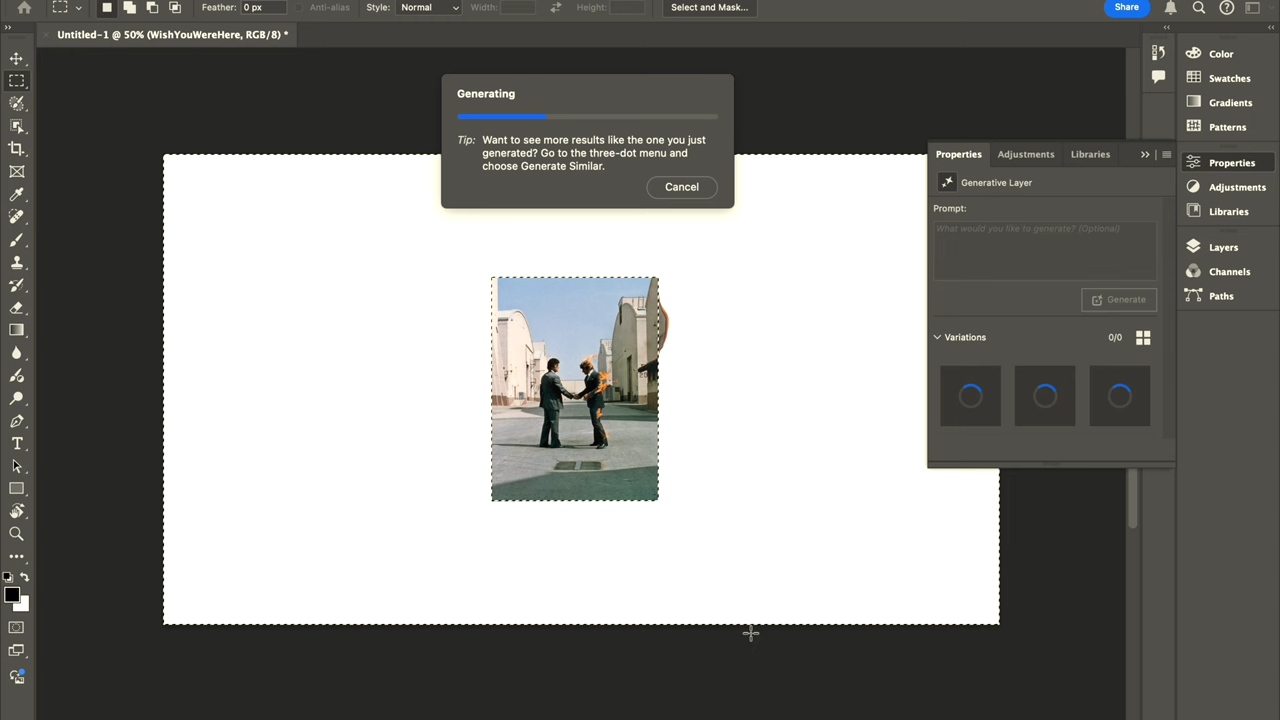 Feather: 0 px Anti-alias Style: Normal Width: Height: Select and Mask... Share
Untitled-1 @ 50% (WishYouWereHere, RGB/8) *
Generating
Tip: Want to see more results like the one you just
generated? Go to the three-dot menu and
choose Generate Similar.
Cancel
Properties Adjustments Libraries
Generative Layer
Prompt:
What would you like to generate? (Optional)
Generate
Variations 0/0
Color
Swatches
Gradients
Patterns
Properties
Adjustments
Libraries
Layers
Channels
Paths